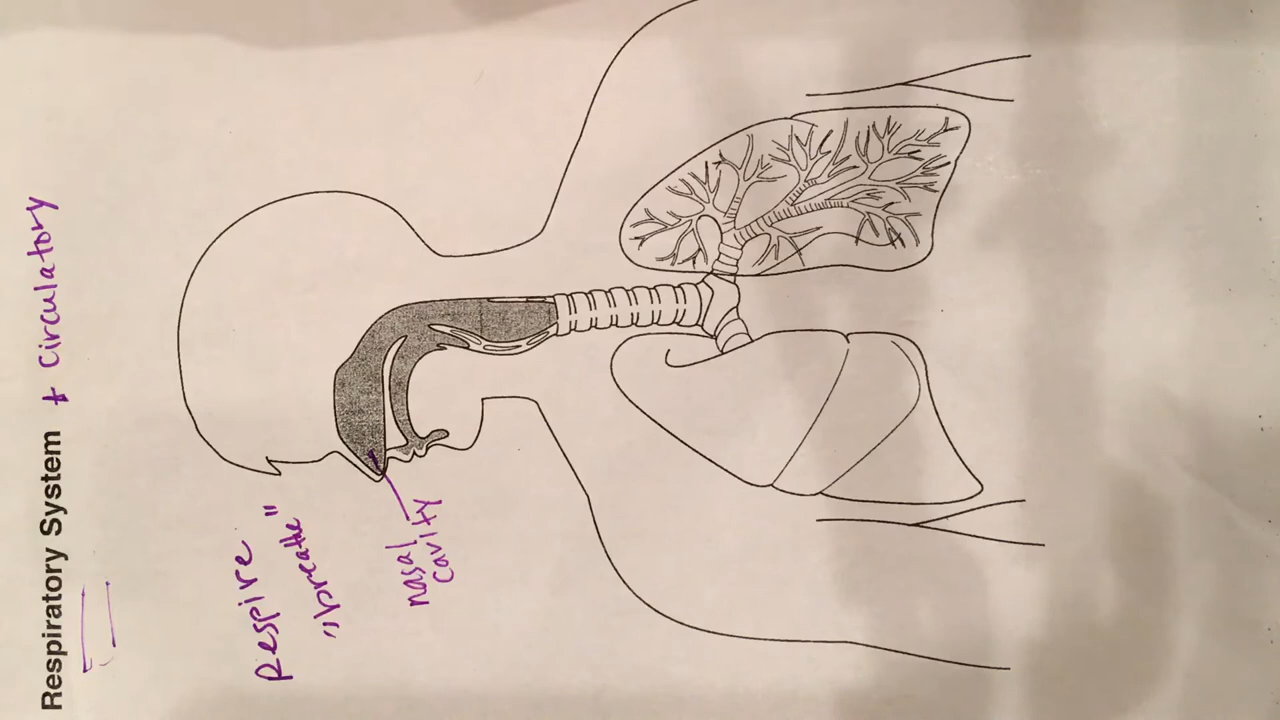 Respiratory System + Circulatory
Respire
"breathe"
nasal
cavity